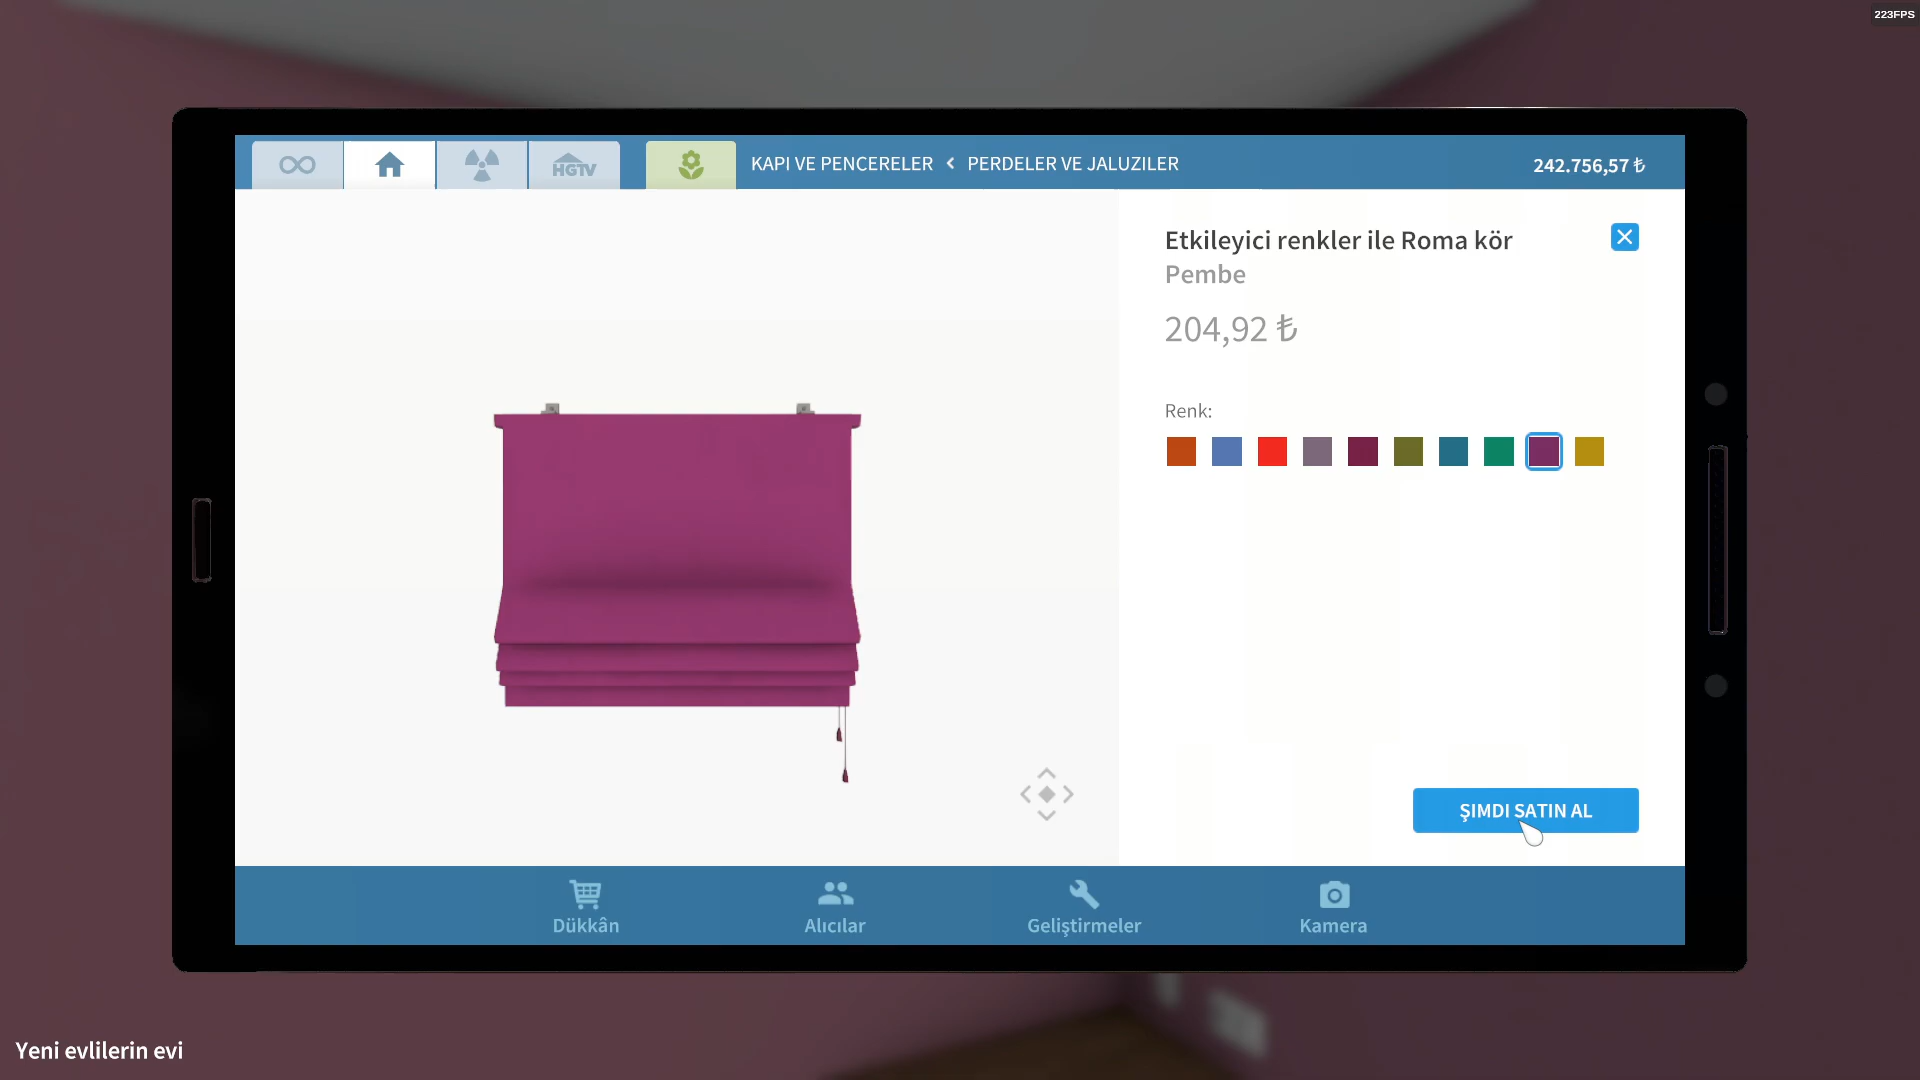 223FPS
HGTV
KAPI VE PENCERELER < PERDELER VE JALUZILER
242.756,57 ₺
Etkileyici renkler ile Roma kör
Pembe
204,92 ₺
Renk:
ŞIMDI SATIN AL
Dükkân
Alıcılar
Geliştirmeler
Kamera
Yeni evlilerin evi